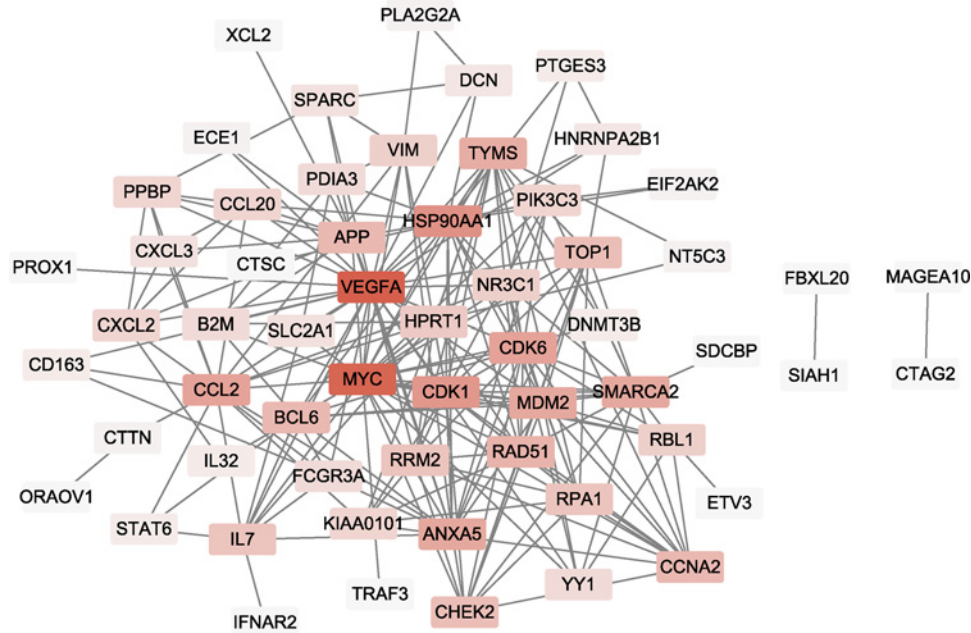 PLA2G2A
XCL2
DCN
PTGES3
SPARC
ECE1
VIM
TYMS
HNRNPA2B1
PDIA3
EIF2AK2
PPBP
CCL20
PIK3C3
HSP90AA1
APP
CXCL3
TOP1
NT5C3
PROX1
CTSC
FBXL20
MAGEA10
VEGFA
NR3C1
CXCL2
B2M
SLC2A1
HPRT1
DNMT3B
CD163
CDK6
SDCBP
SIAH1
CTAG2
CCL2
MYC
CDK1
MDM2
SMARCA2
BCL6
CTTN
RBL1
IL32
FCGR3A
RRM2
RAD51
ORAOV1
RPA1
ETV3
STAT6
IL7
KIAA0101
ANXA5
CCNA2
TRAF3
YY1
IFNAR2
CHEK2